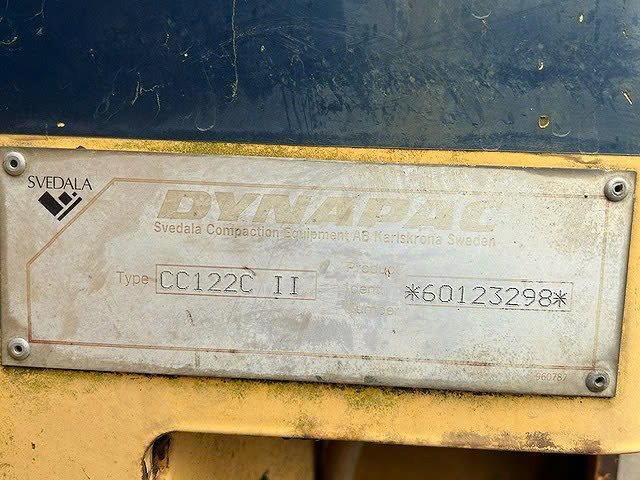 SVEDALA
DYNAPAC
Svedala Compaction Equipment AB Karlskrona Sweden
Type CC122C II
Product
Ident
Number
*60123298*